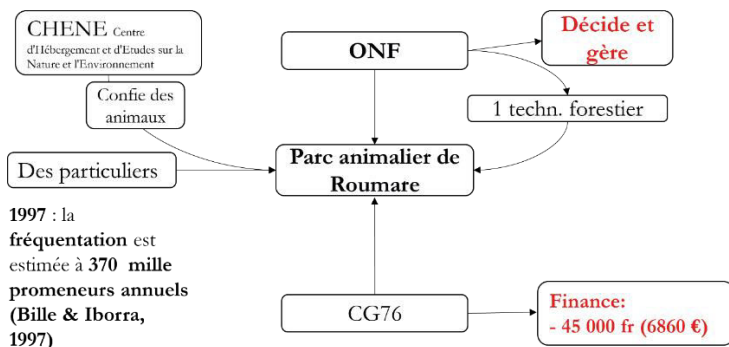 CHENE Centre
d'Hébergement et d'Etudes sur la
Nature et l'Environnement
ONF
Décide et
gère
Confie des
animaux
1 techn. forestier
Des particuliers
Parc animalier de
Roumare
1997 : la
fréquentation est
estimée à 370 mille
promeneurs annuels
(Bille & Iborra,
1997)
CG76
Finance:
- 45 000 fr (6860 €)